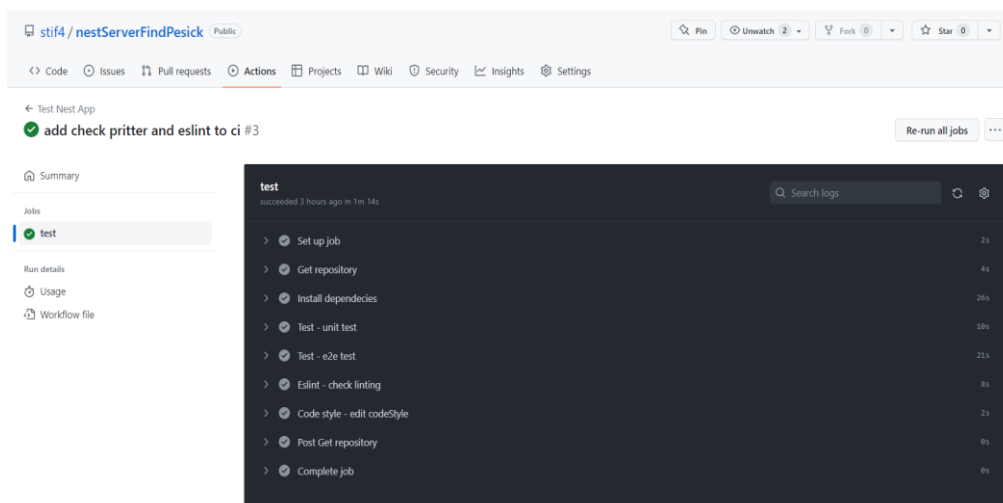 stif4 / nestServerFindPesick Public
Pin Unwatch 2 Fork 0 Star 0
Code Issues Pull requests Actions Projects Wiki Security Insights Settings
← Test Nest App
add check pritter and eslint to ci #3
Re-run all jobs ...
Summary
Jobs
test
Run details
Usage
Workflow file
test
succeeded 3 hours ago in 1m 14s
Search logs
Set up job 2s
Get repository 4s
Install dependecies 26s
Test - unit test 10s
Test - e2e test 21s
Eslint - check linting 8s
Code style - edit codeStyle 2s
Post Get repository 0s
Complete job 0s